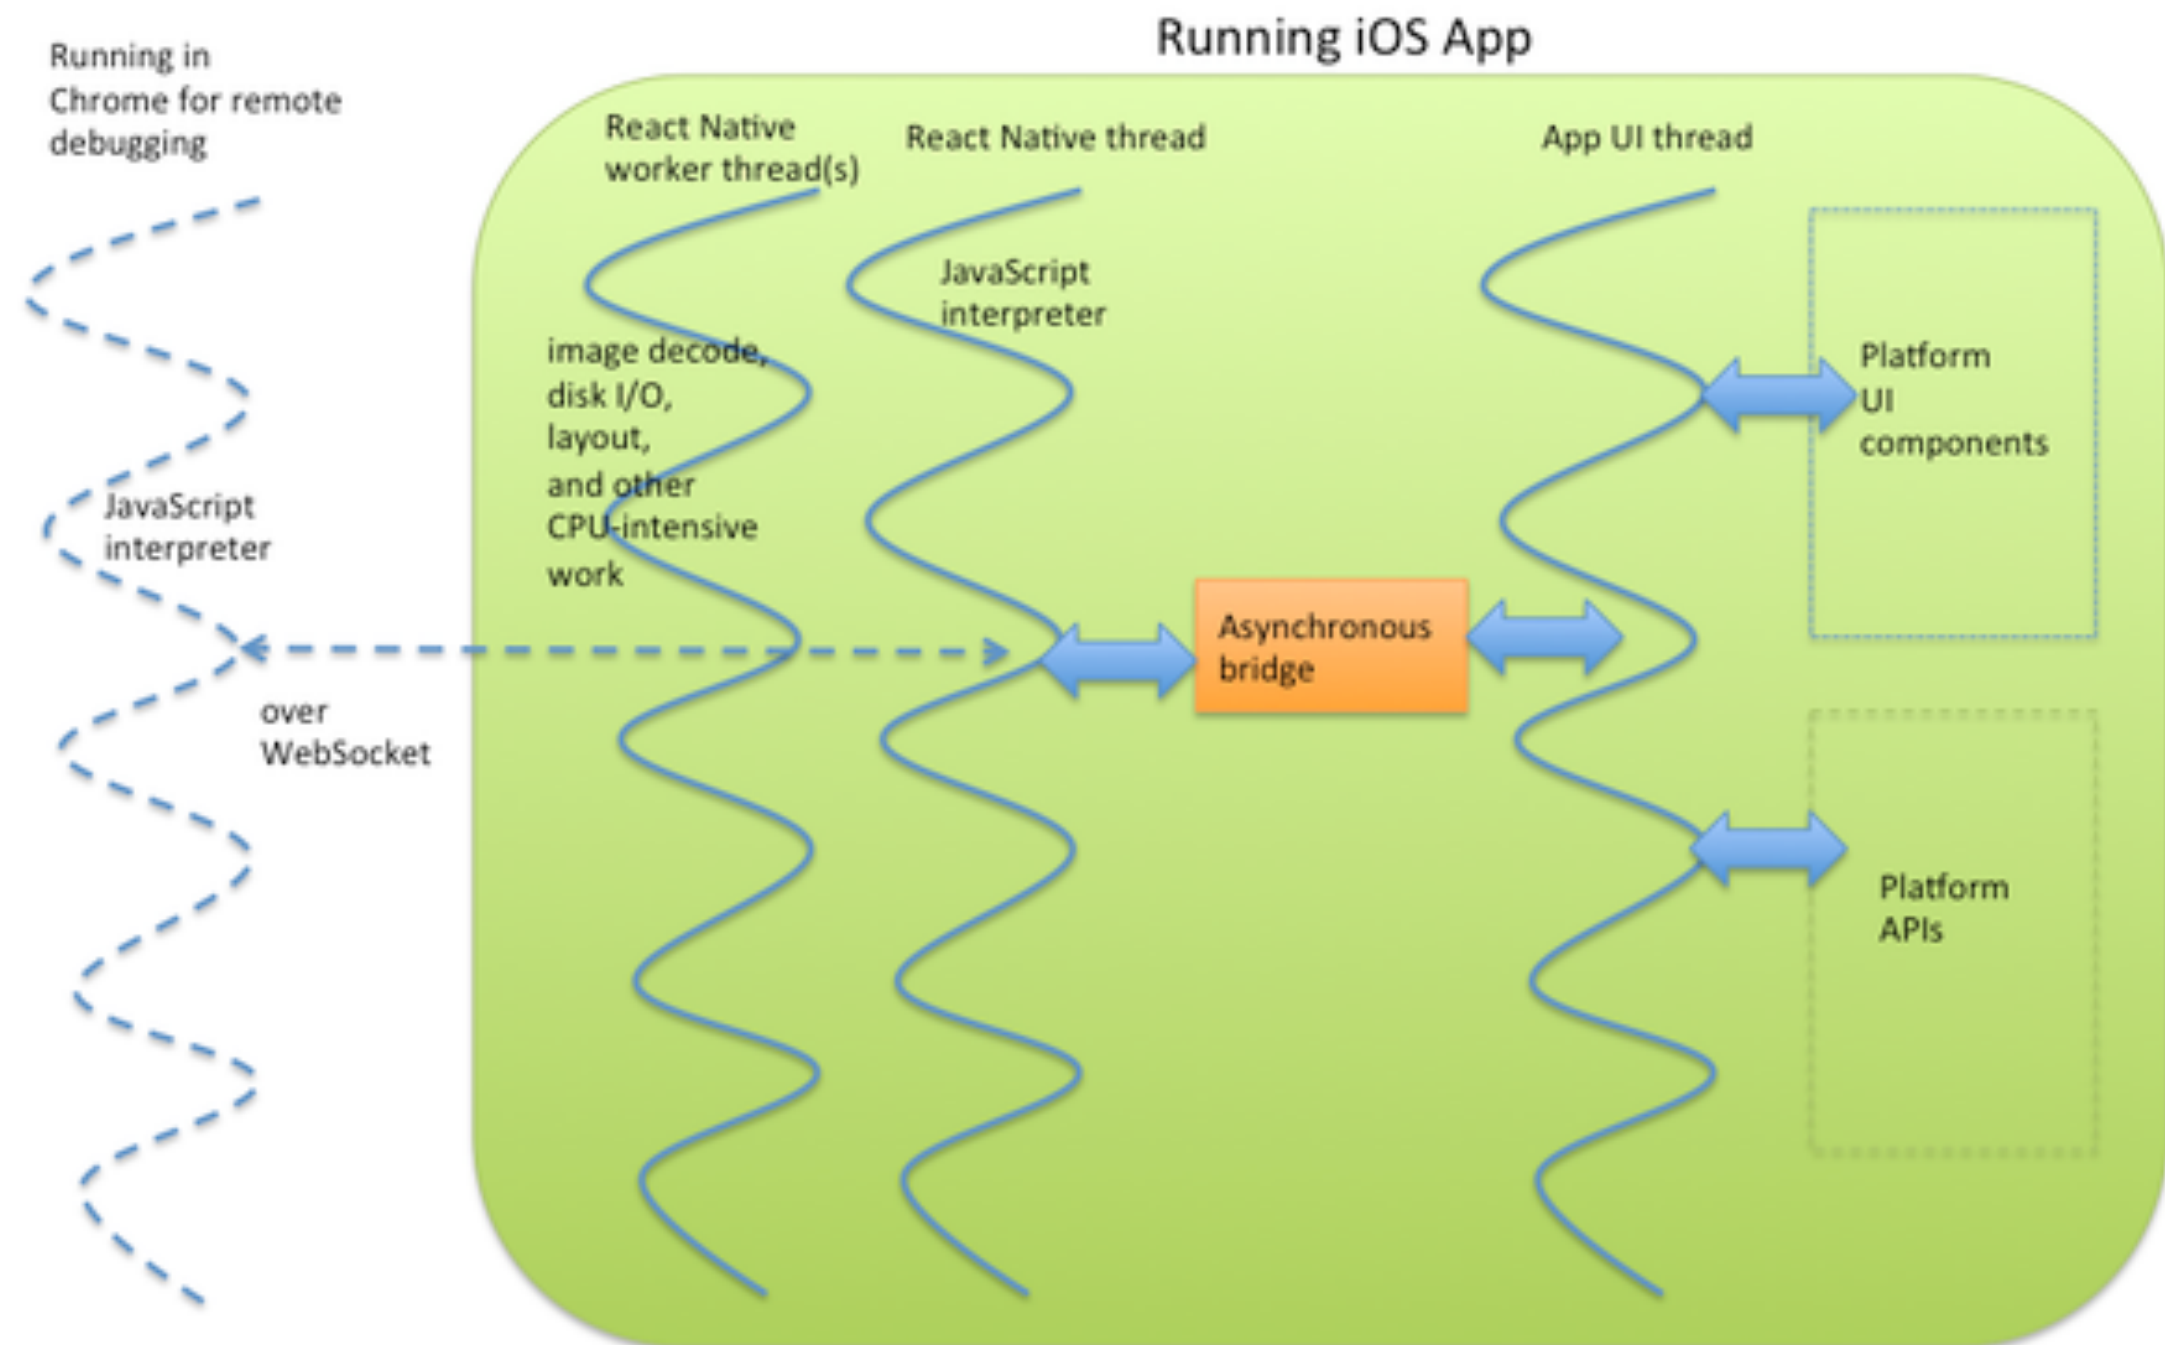 Running iOS App
Running in
Chrome for remote
debugging
React Native
worker thread(s)
React Native thread
App UI thread
JavaScript
interpreter
image decode,
disk I/O,
layout,
and other
CPU-intensive
work
Platform
UI
components
JavaScript
interpreter
Asynchronous
bridge
over
WebSocket
Platform
APIs